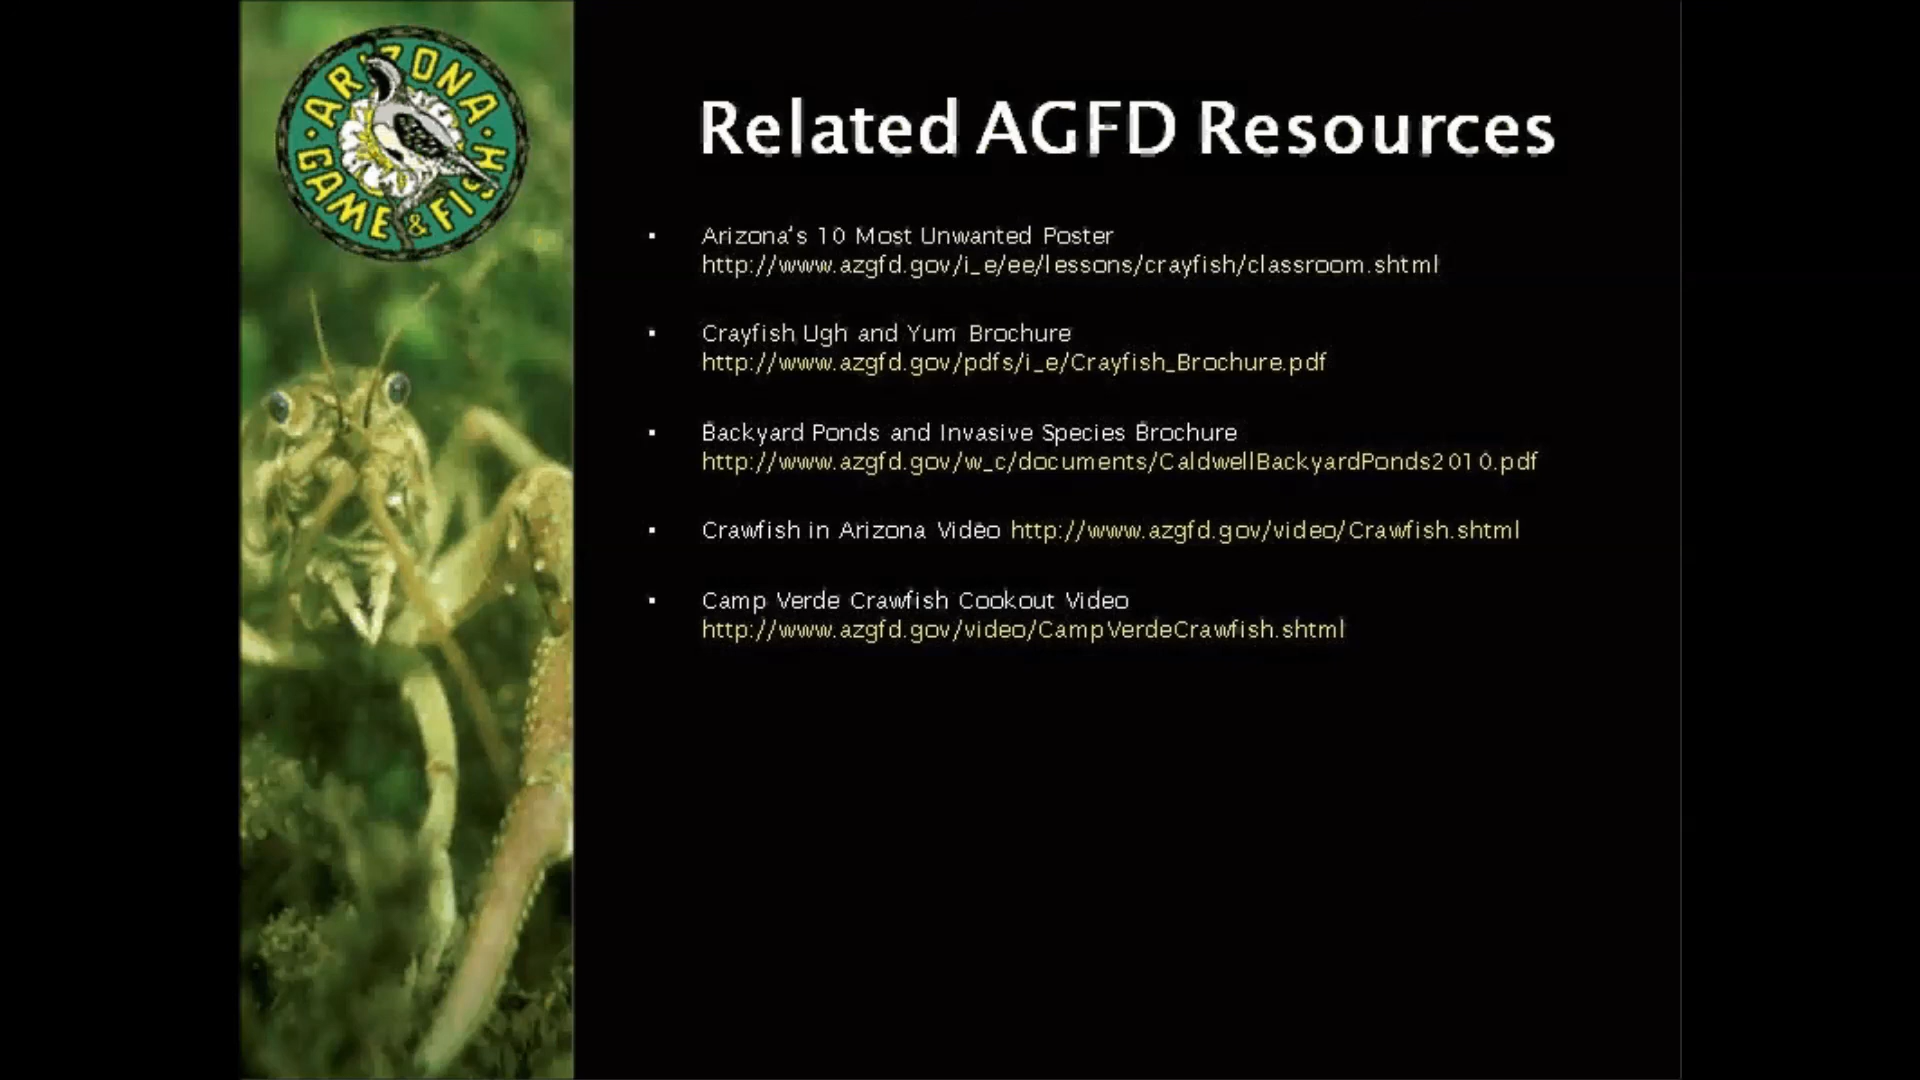 ARIZONA
GAME & FISH
Related AGFD Resources
Arizona's 10 Most Unwanted Poster
http://www.azgfd.gov/i_e/ee/lessons/crayfish/classroom.shtml
Crayfish Ugh and Yum Brochure
http://www.azgfd.gov/pdfs/i_e/Crayfish_Brochure.pdf
Backyard Ponds and Invasive Species Brochure
http://www.azgfd.gov/w_c/documents/CaldwellBackyardPonds2010.pdf
Crawfish in Arizona Video http://www.azgfd.gov/video/Crawfish.shtml
Camp Verde Crawfish Cookout Video
http://www.azgfd.gov/video/CampVerdeCrawfish.shtml